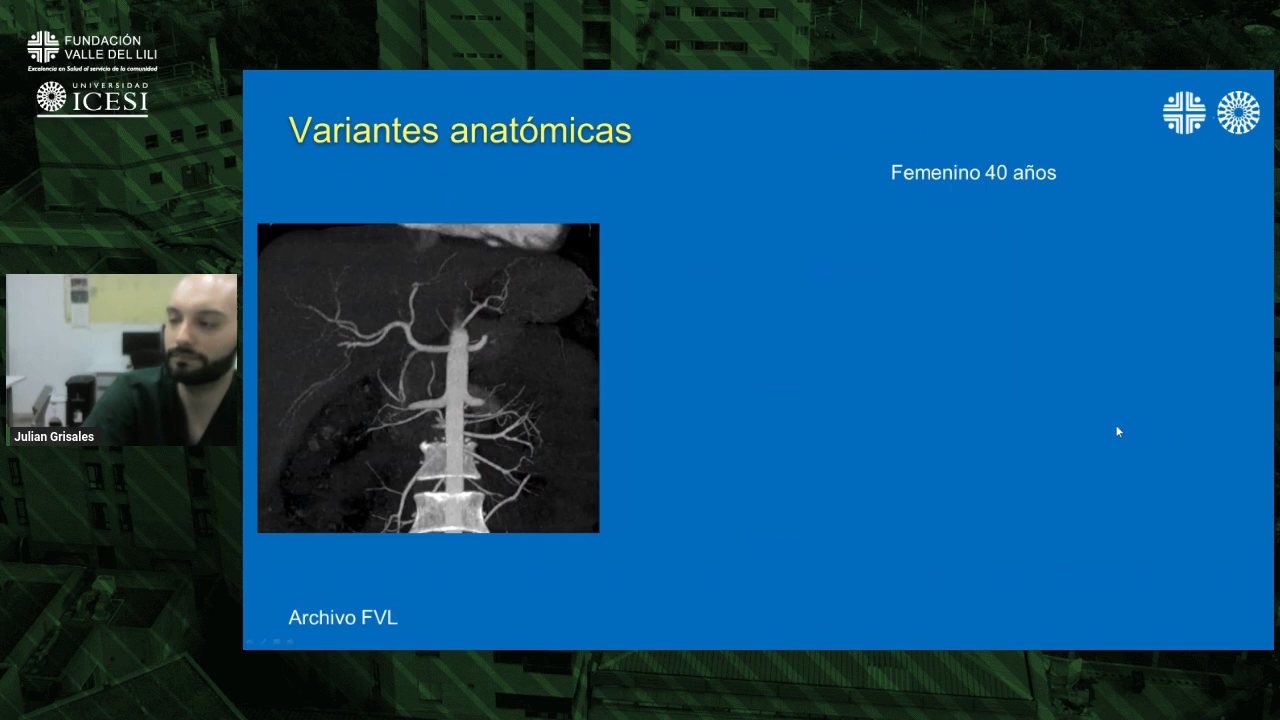 FUNDACIÓN
VALLE DEL LILI
Excelencia en Salud al servicio de la comunidad
UNIVERSIDAD
ICESI
Variantes anatómicas
Femenino 40 años
Julian Grisales
Archivo FVL